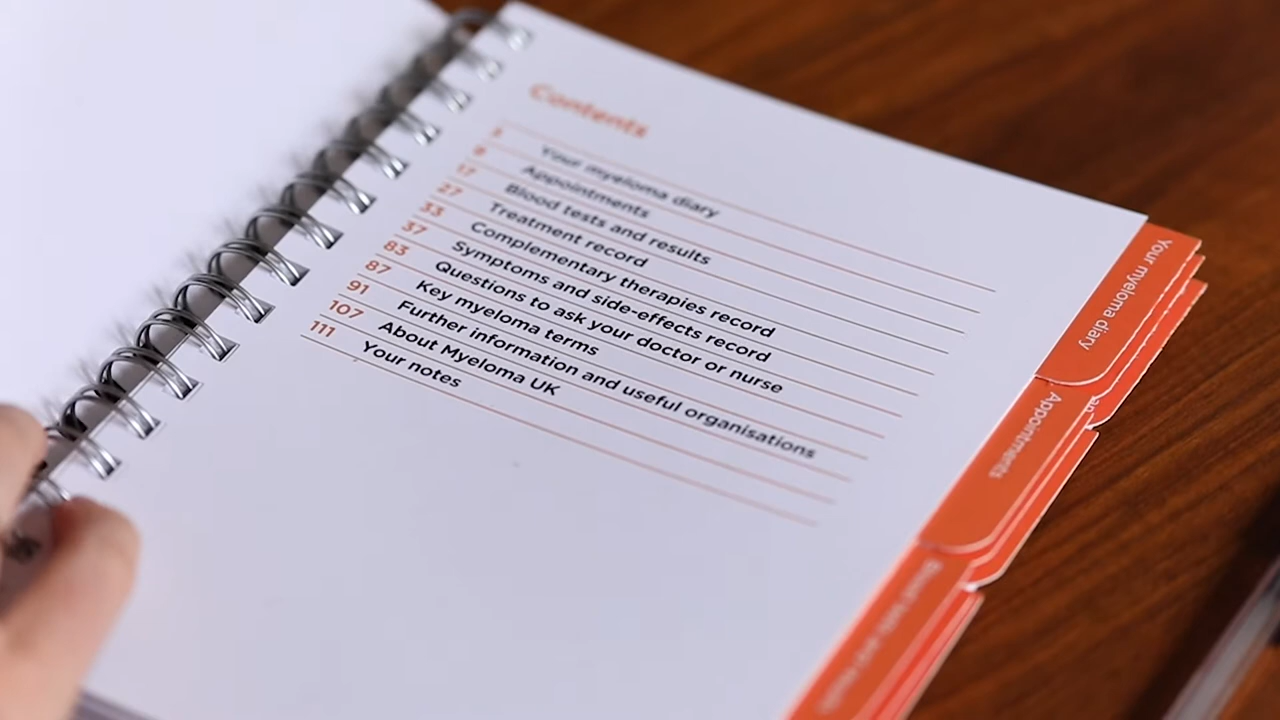 Contents
Your myeloma diary
9 Appointments
17 Blood tests and results
27 Treatment record
33 Complementary therapies record
37 Symptoms and side-effects record
83 Questions to ask your doctor or nurse
87 Key myeloma terms
91 Further information and useful organisations
107 About Myeloma UK
111 Your notes
Your myeloma diary
Appointments